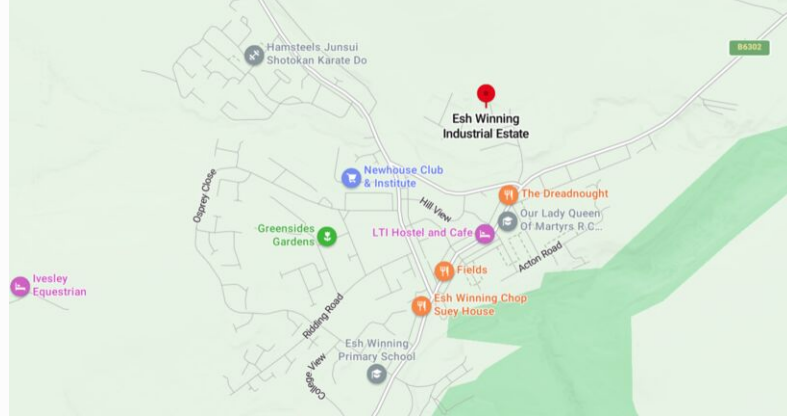 Hamsteels Junsui
Shotokan Karate Do
B6302
Esh Winning
Industrial Estate
Newhouse Club
& Institute
Osprey Close
The Dreadnought
Hill View
Our Lady Queen
Of Martyrs R.C...
LTI Hostel and Cafe
Greensides
Gardens
Acton Road
Fields
Ivesley
Equestrian
Esh Winning Chop
Suey House
Ridding Road
Esh Winning
Primary School
College View